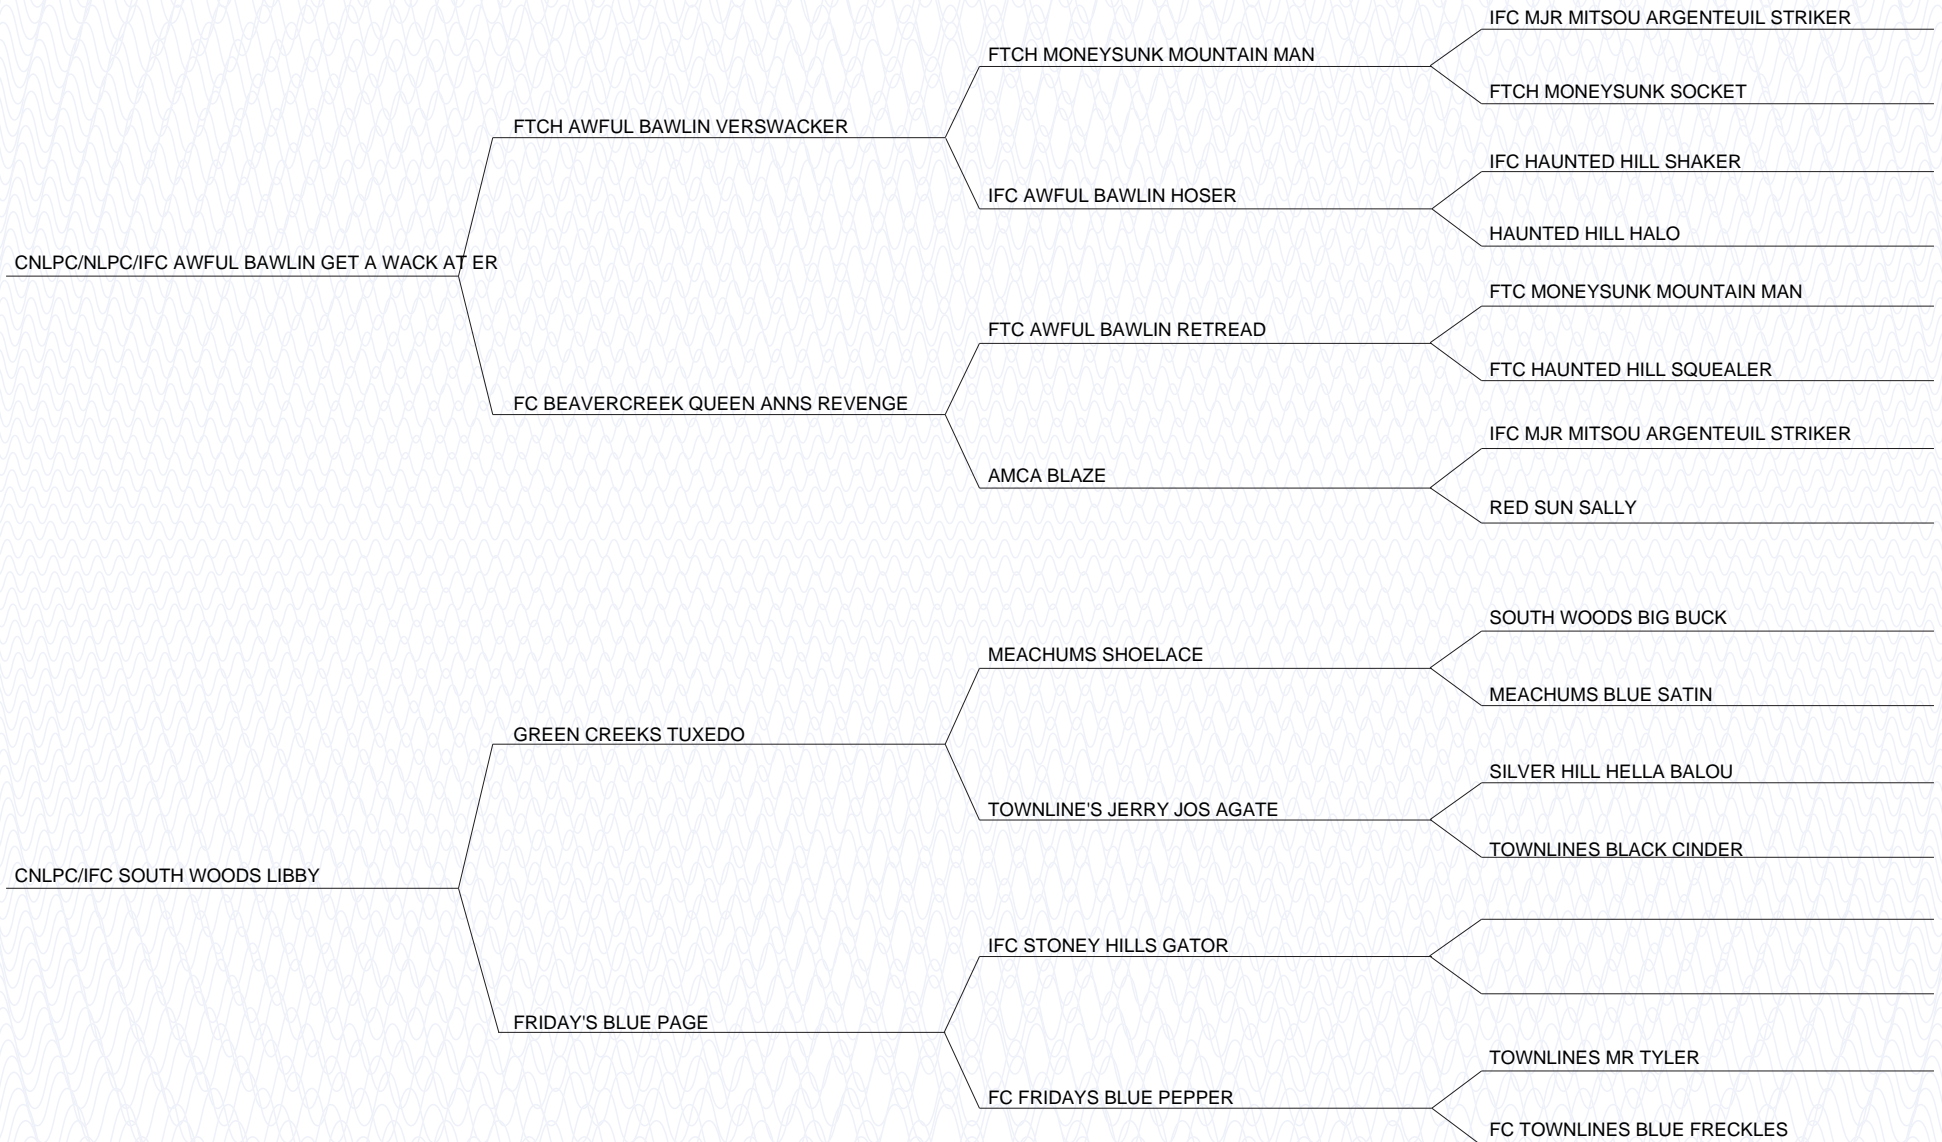 IFC MJR MITSOU ARGENTEUIL STRIKER
FTCH MONEYSUNK MOUNTAIN MAN
FTCH MONEYSUNK SOCKET
FTCH AWFUL BAWLIN VERSWACKER
IFC HAUNTED HILL SHAKER
IFC AWFUL BAWLIN HOSER
HAUNTED HILL HALO
CNLPC/NLPC/IFC AWFUL BAWLIN GET A WACK AT ER
FTC MONEYSUNK MOUNTAIN MAN
FTC AWFUL BAWLIN RETREAD
FTC HAUNTED HILL SQUEALER
FC BEAVERCREEK QUEEN ANNS REVENGE
IFC MJR MITSOU ARGENTEUIL STRIKER
AMCA BLAZE
RED SUN SALLY
SOUTH WOODS BIG BUCK
MEACHUMS SHOELACE
MEACHUMS BLUE SATIN
GREEN CREEKS TUXEDO
SILVER HILL HELLA BALOU
TOWNLINE'S JERRY JOS AGATE
TOWNLINES BLACK CINDER
CNLPC/IFC SOUTH WOODS LIBBY
IFC STONEY HILLS GATOR
FRIDAY'S BLUE PAGE
TOWNLINES MR TYLER
FC FRIDAYS BLUE PEPPER
FC TOWNLINES BLUE FRECKLES